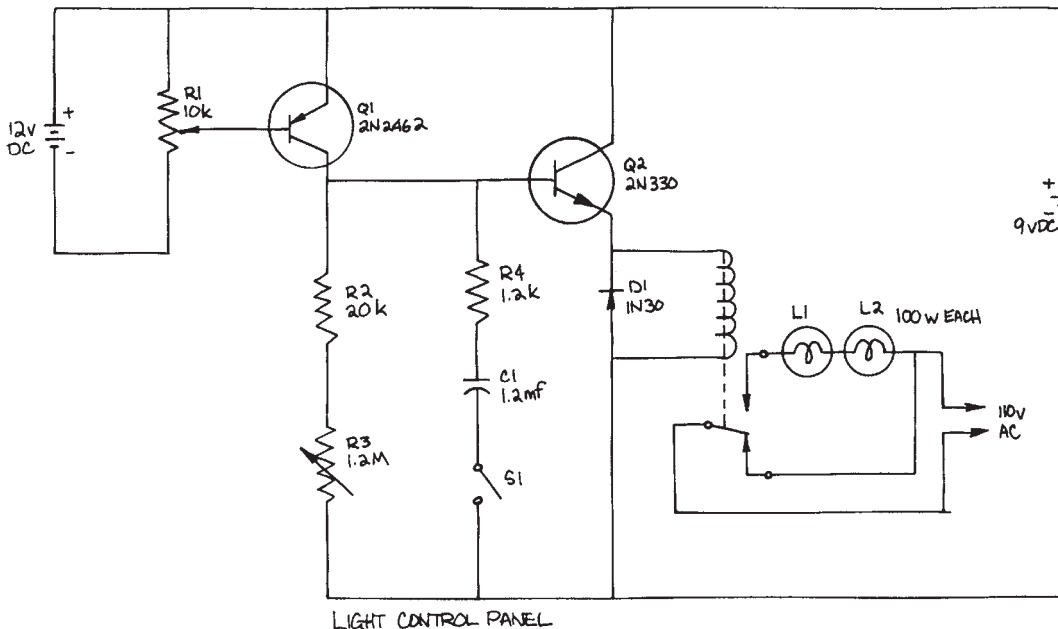 12V
DC
+
-
R1
10k
Q1
2N2462
Q2
2N330
+
-
9VDC
R2
20k
R4
1.2k
D1
1N30
L1
L2
100W EACH
C1
1.2mf
110V
AC
R3
1.2M
S1
LIGHT CONTROL PANEL